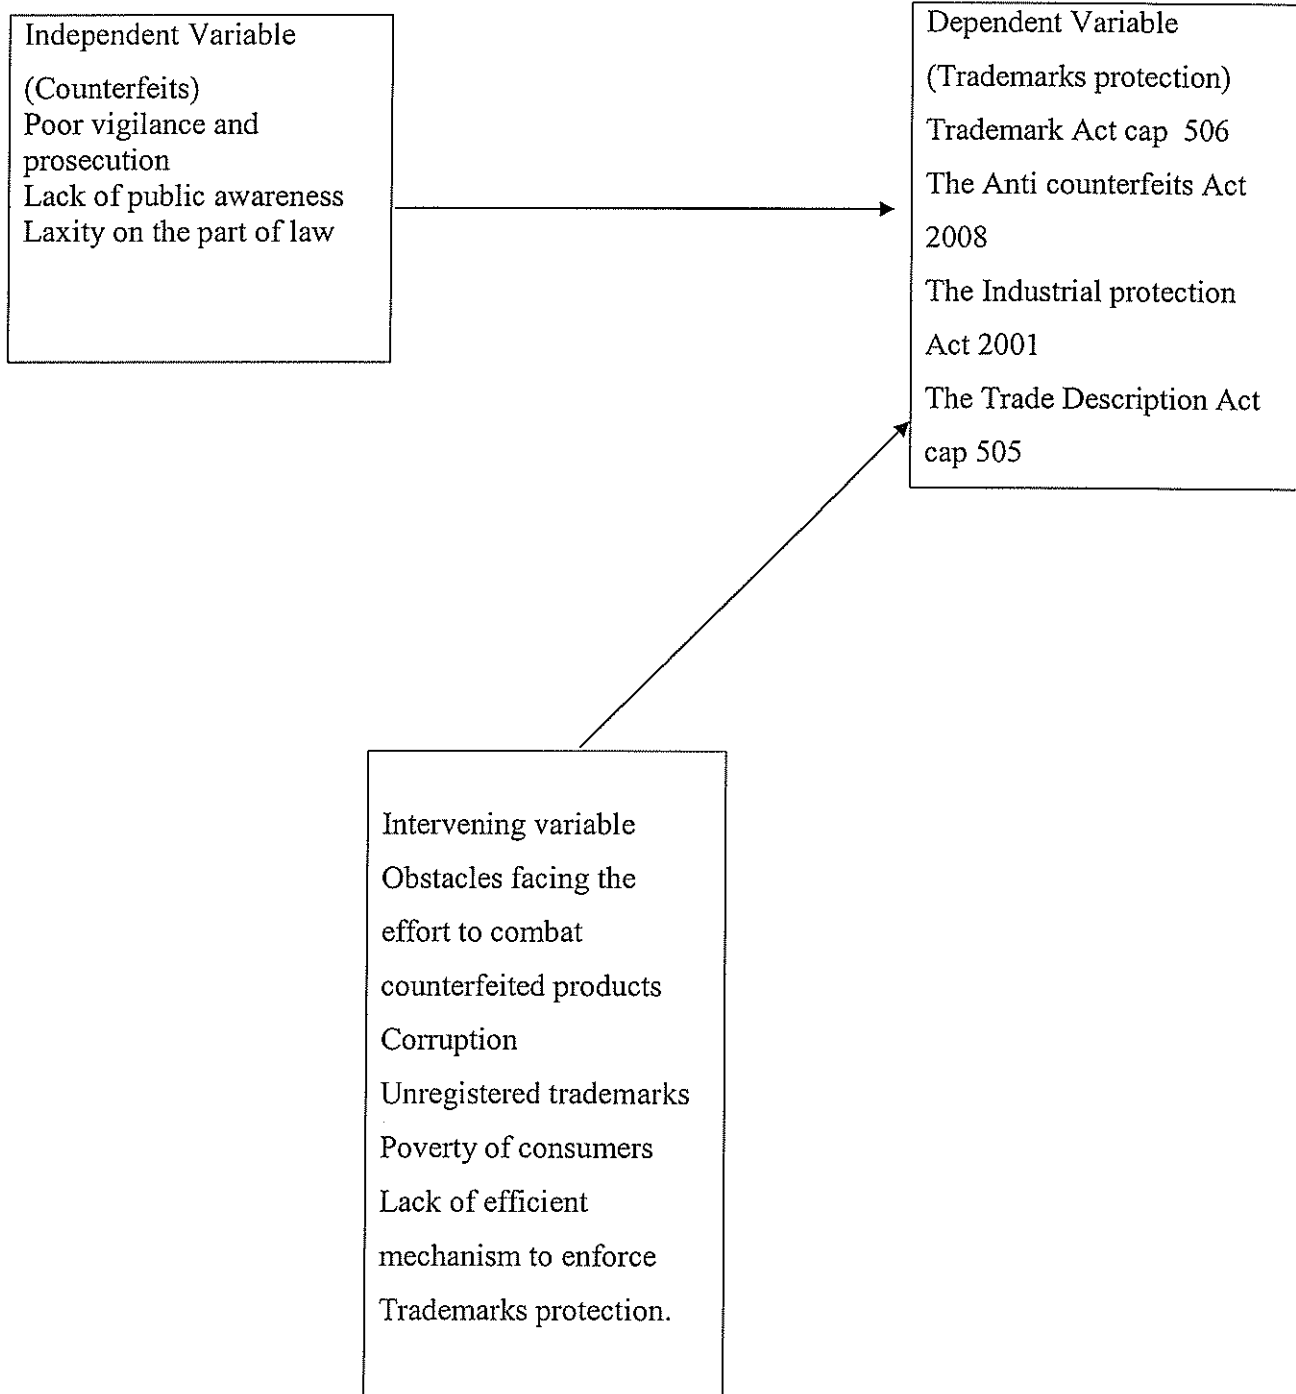 Independent Variable
(Counterfeits)
Poor vigilance and
prosecution
Lack of public awareness
Laxity on the part of law
Dependent Variable
(Trademarks protection)
Trademark Act cap 506
The Anti counterfeits Act
2008
The Industrial protection
Act 2001
The Trade Description Act
cap 505
Intervening variable
Obstacles facing the
effort to combat
counterfeited products
Corruption
Unregistered trademarks
Poverty of consumers
Lack of efficient
mechanism to enforce
Trademarks protection.